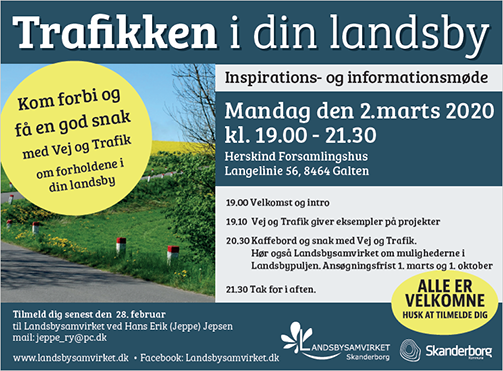 Trafikken i din landsby
Kom forbi og
få en god snak
med Vej og Trafik
om forholdene i
din landsby
Inspirations- og informationsmøde
Mandag den 2.marts 2020
kl. 19.00 - 21.30
Herskind Forsamlingshus
Langelinie 56, 8464 Galten
19.00 Velkomst og intro
19.10 Vej og Trafik giver eksempler på projekter
20.30 Kaffebord og snak med Vej og Trafik.
Hør også Landsbysamvirket om mulighederne i
Landsbypuljen. Ansøgningsfrist 1. marts og 1. oktober
21.30 Tak for i aften.
ALLE ER
VELKOMNE
HUSK AT TILMELDE DIG
Tilmeld dig senest den 28. februar
til Landsbysamvirket ved Hans Erik (Jeppe) Jepsen
mail: jeppe_ry@pc.dk
www.landsbysamvirket.dk • Facebook: Landsbysamvirket.dk
LANDSBYSAMVIRKET
Skanderborg
Skanderborg
Kommune